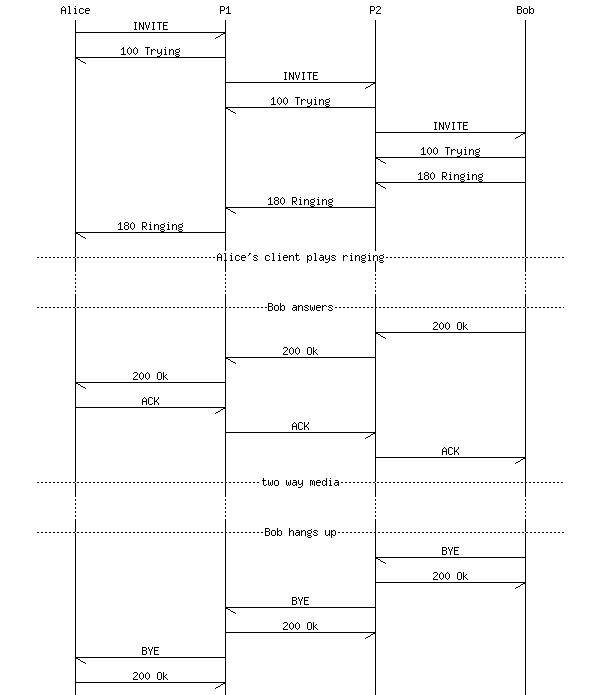 Alice P1 P2 Bob
INVITE
100 Trying
INVITE
100 Trying
INVITE
100 Trying
180 Ringing
180 Ringing
180 Ringing
Alice's client plays ringing
Bob answers
200 Ok
200 Ok
200 Ok
ACK
ACK
ACK
two way media
Bob hangs up
BYE
200 Ok
BYE
200 Ok
BYE
200 Ok